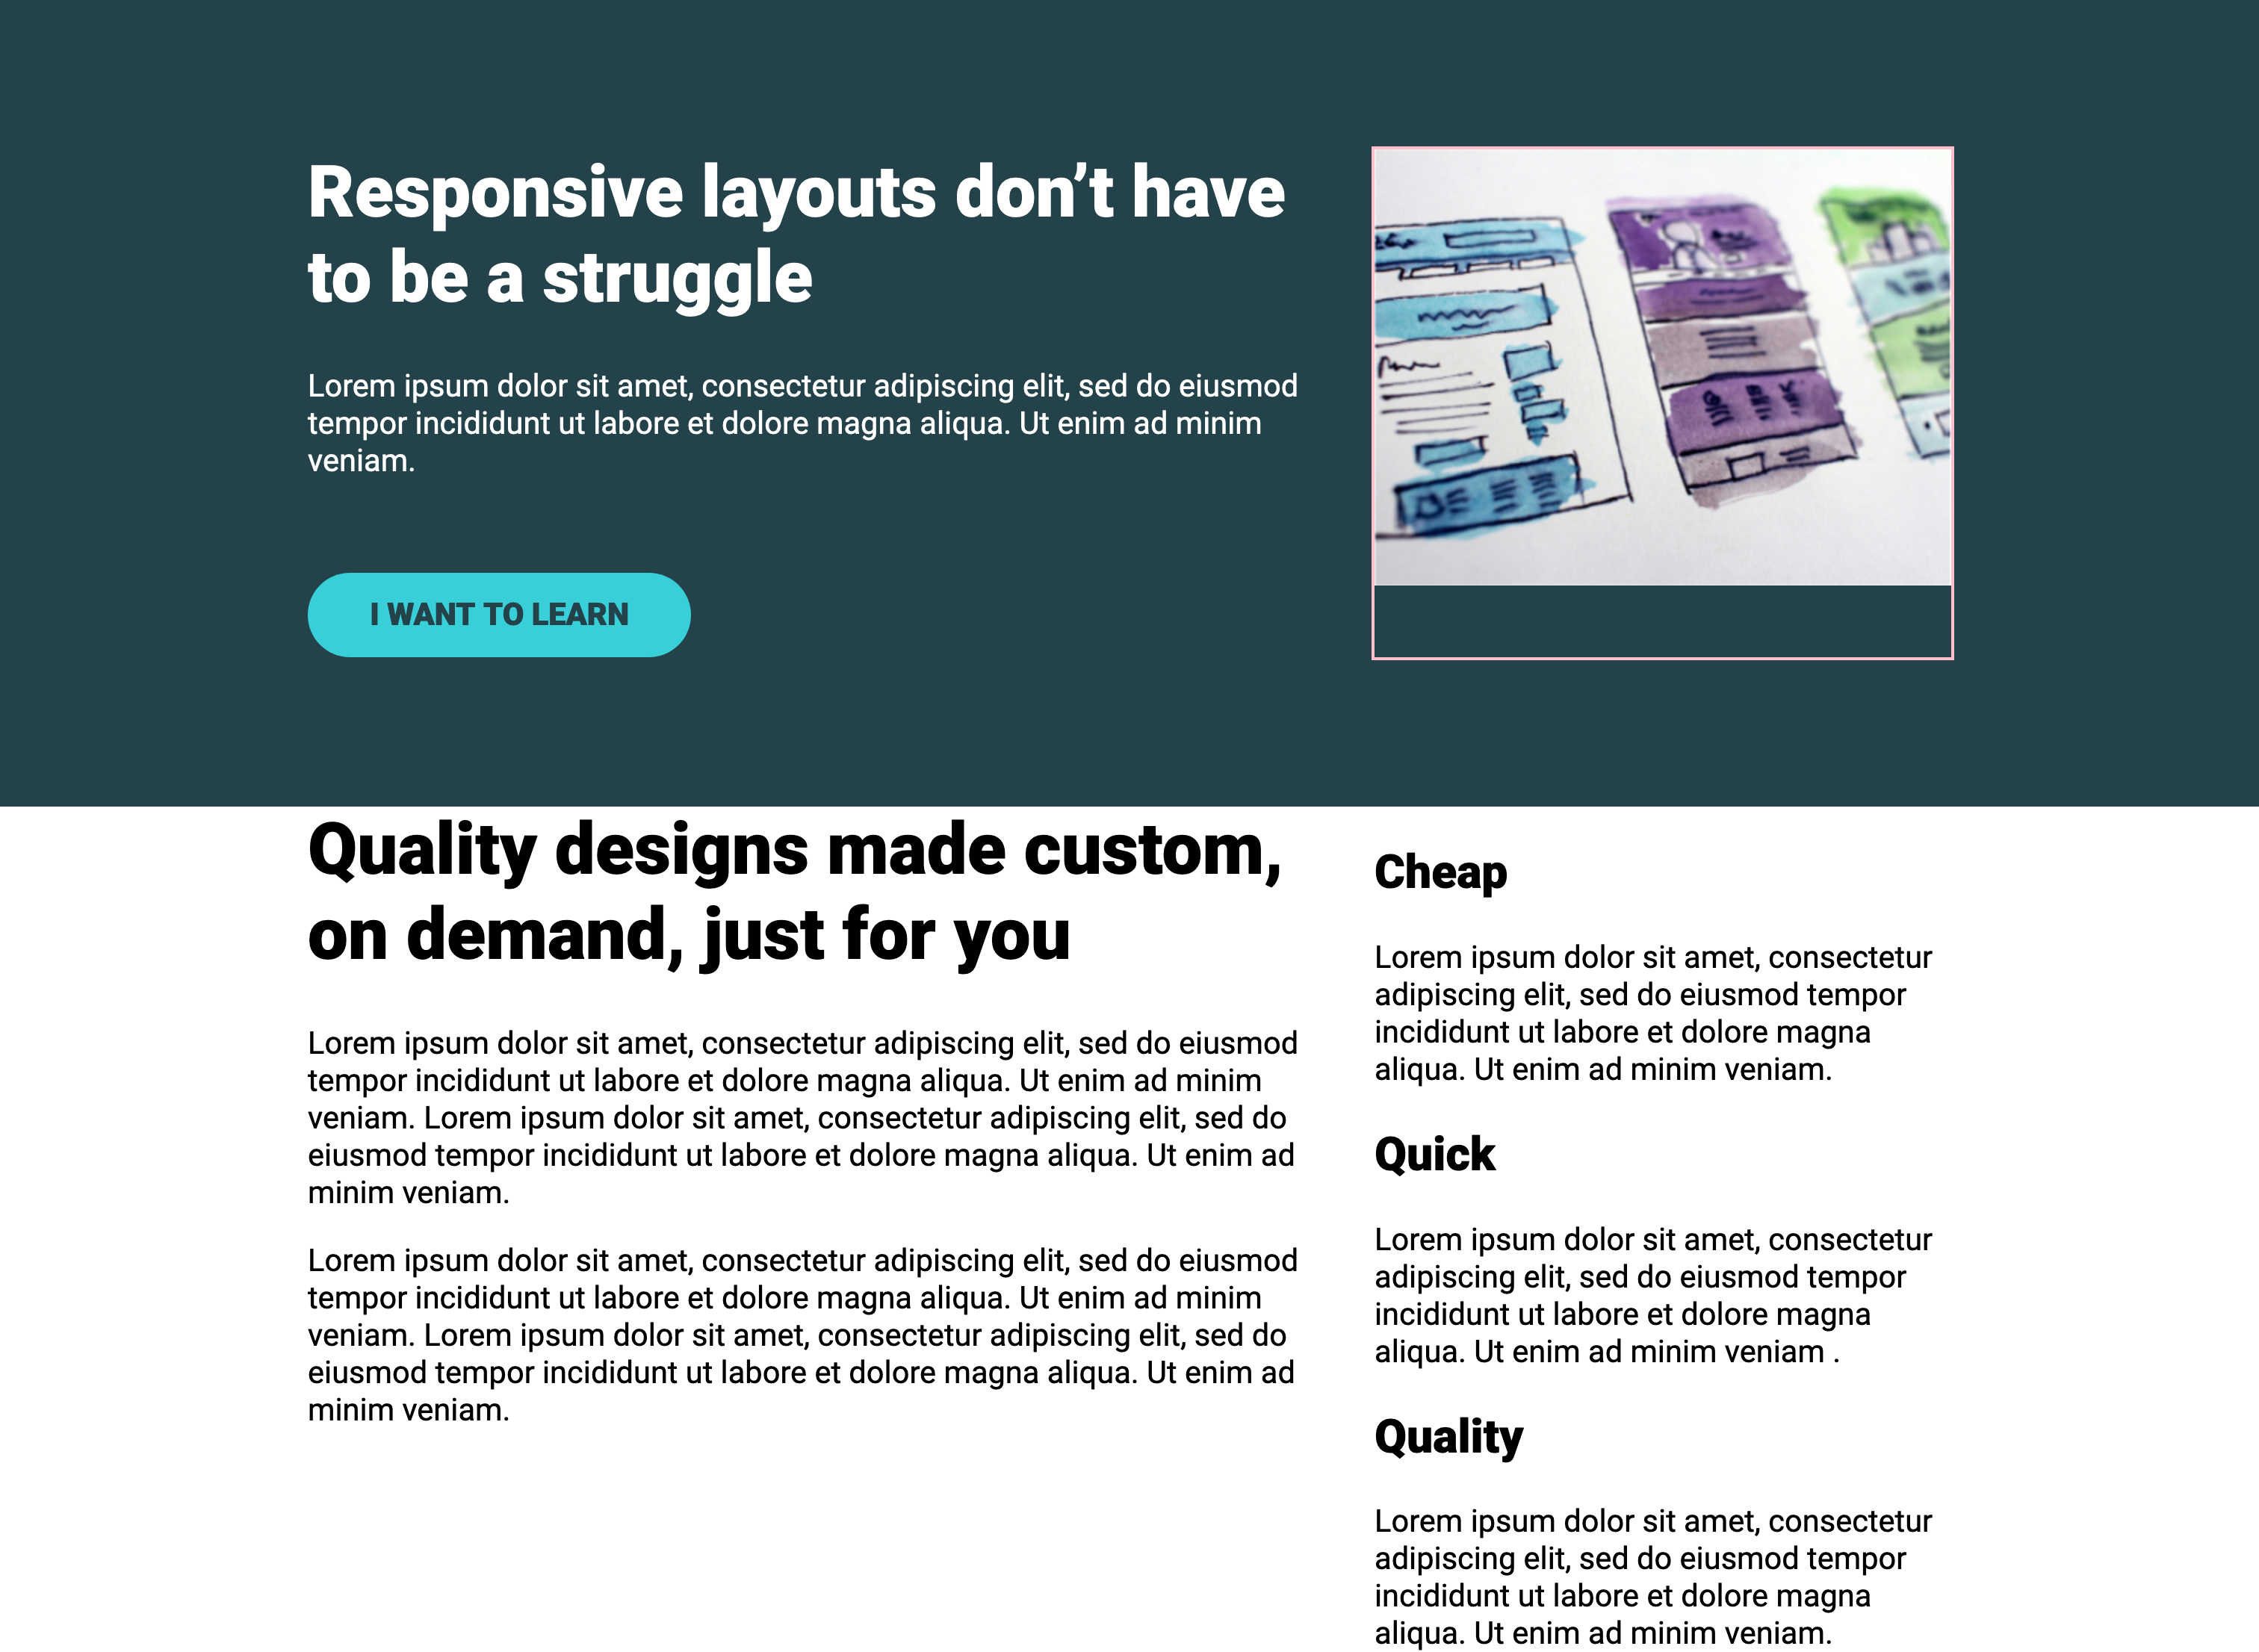 Responsive layouts don’t have
to be a struggle
Lorem ipsum dolor sit amet, consectetur adipiscing elit, sed do eiusmod
tempor incididunt ut labore et dolore magna aliqua. Ut enim ad minim
veniam.
I WANT TO LEARN
Quality designs made custom,
on demand, just for you
Lorem ipsum dolor sit amet, consectetur adipiscing elit, sed do eiusmod
tempor incididunt ut labore et dolore magna aliqua. Ut enim ad minim
veniam. Lorem ipsum dolor sit amet, consectetur adipiscing elit, sed do
eiusmod tempor incididunt ut labore et dolore magna aliqua. Ut enim ad
minim veniam.
Lorem ipsum dolor sit amet, consectetur adipiscing elit, sed do eiusmod
tempor incididunt ut labore et dolore magna aliqua. Ut enim ad minim
veniam. Lorem ipsum dolor sit amet, consectetur adipiscing elit, sed do
eiusmod tempor incididunt ut labore et dolore magna aliqua. Ut enim ad
minim veniam.
Cheap
Lorem ipsum dolor sit amet, consectetur
adipiscing elit, sed do eiusmod tempor
incididunt ut labore et dolore magna
aliqua. Ut enim ad minim veniam.
Quick
Lorem ipsum dolor sit amet, consectetur
adipiscing elit, sed do eiusmod tempor
incididunt ut labore et dolore magna
aliqua. Ut enim ad minim veniam .
Quality
Lorem ipsum dolor sit amet, consectetur
adipiscing elit, sed do eiusmod tempor
incididunt ut labore et dolore magna
aliqua. Ut enim ad minim veniam.